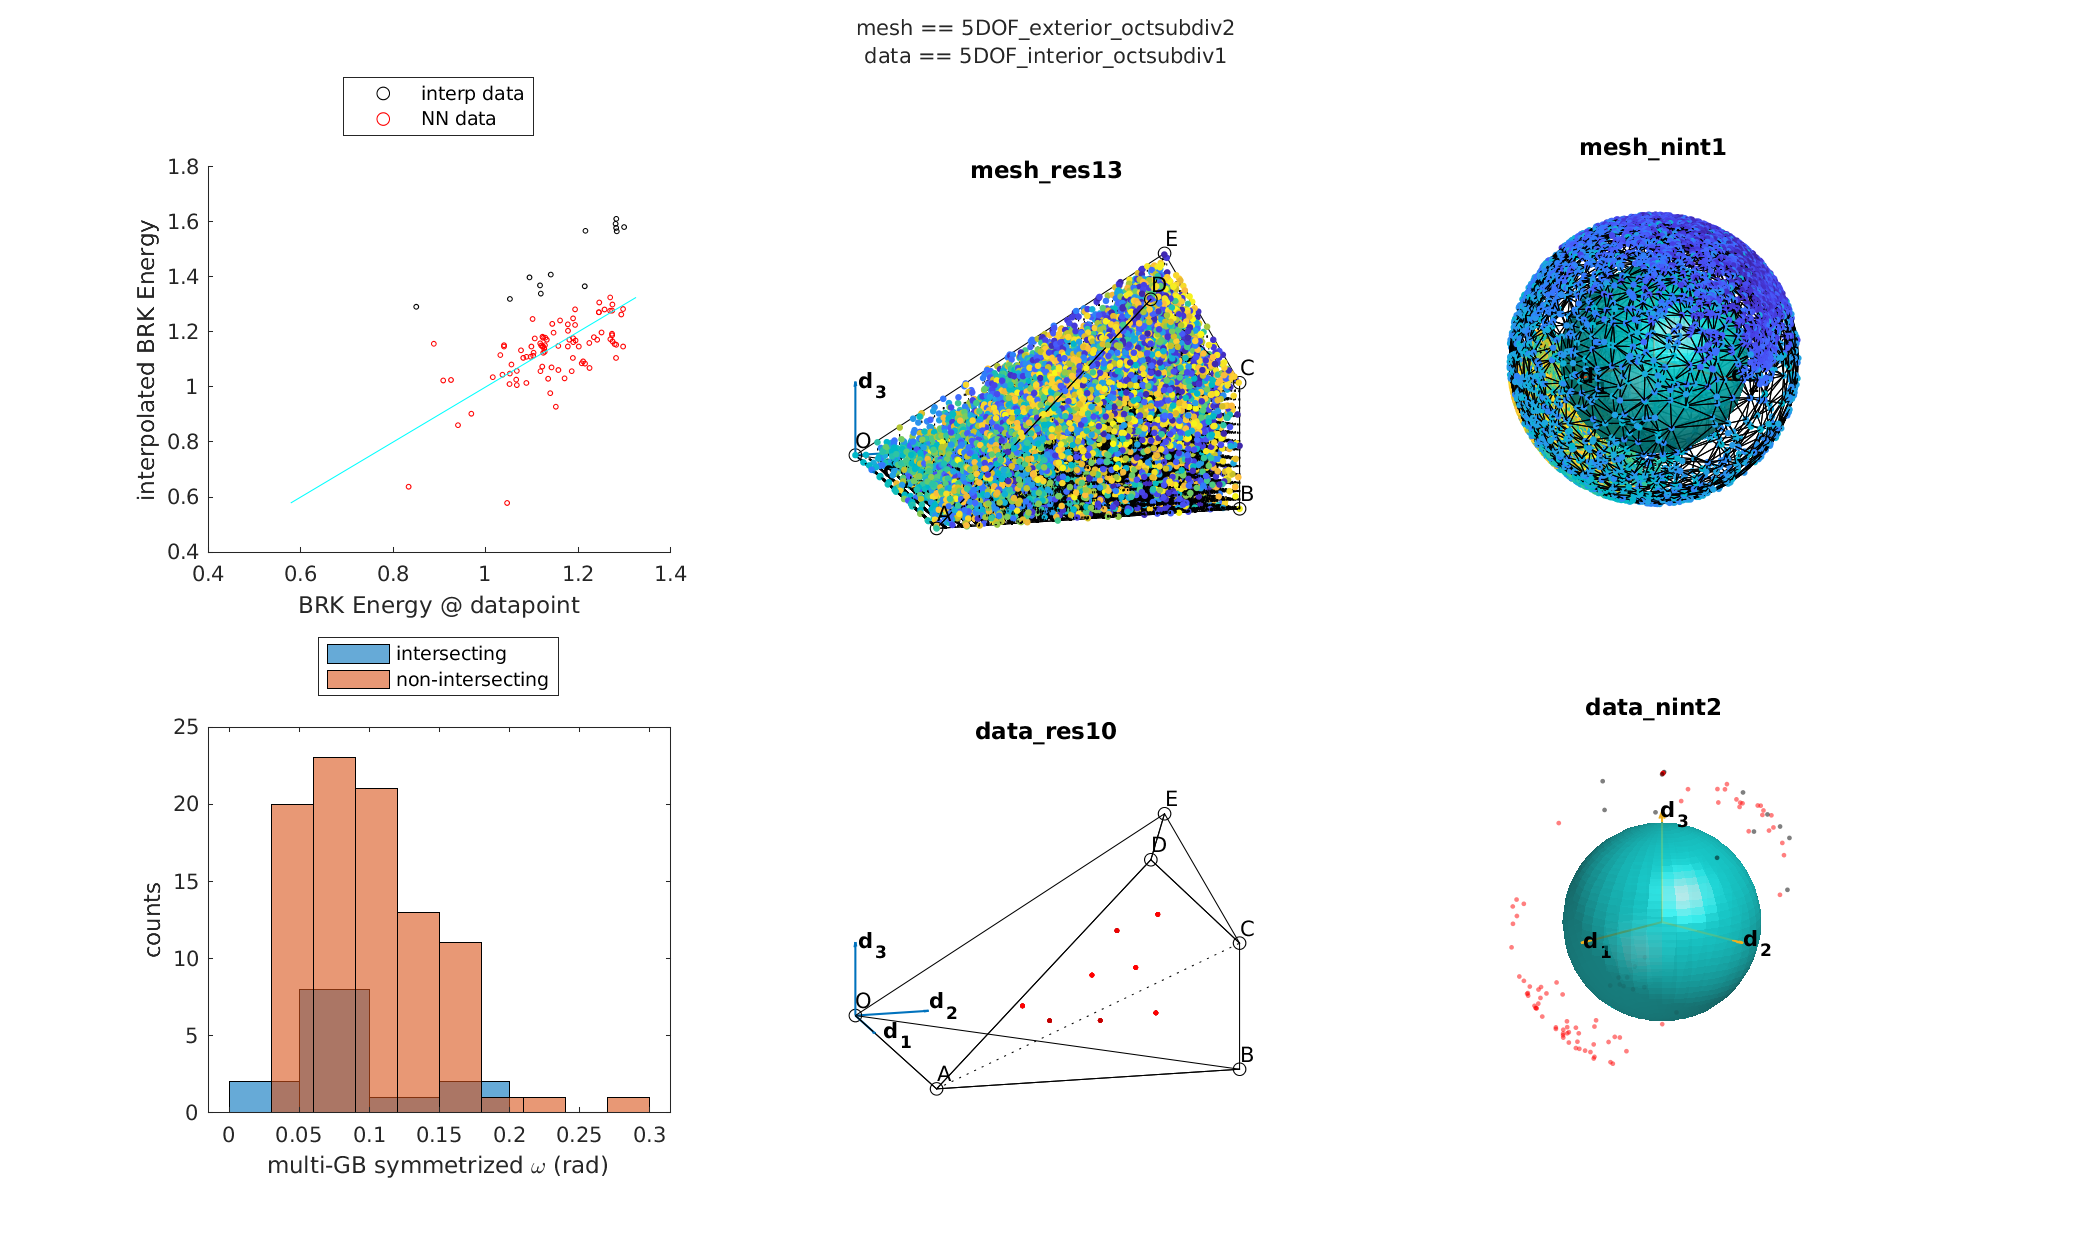 mesh == 5DOF_exterior_octsubdiv2
data == 5DOF_interior_octsubdiv1
interp data
NN data
1.8
1.6
1.4
1.2
1
0.8
0.6
0.4
interpolated BRK Energy
0.4 0.6 0.8 1 1.2 1.4
BRK Energy @ datapoint
mesh_res13
E
D
C
d3
O
B
A
mesh_nint1
d
intersecting
non-intersecting
25
20
15
10
5
0
counts
0 0.05 0.1 0.15 0.2 0.25 0.3
multi-GB symmetrized ω (rad)
data_res10
E
D
C
d3
O
d2
d1
B
A
data_nint2
d3
d1
d2